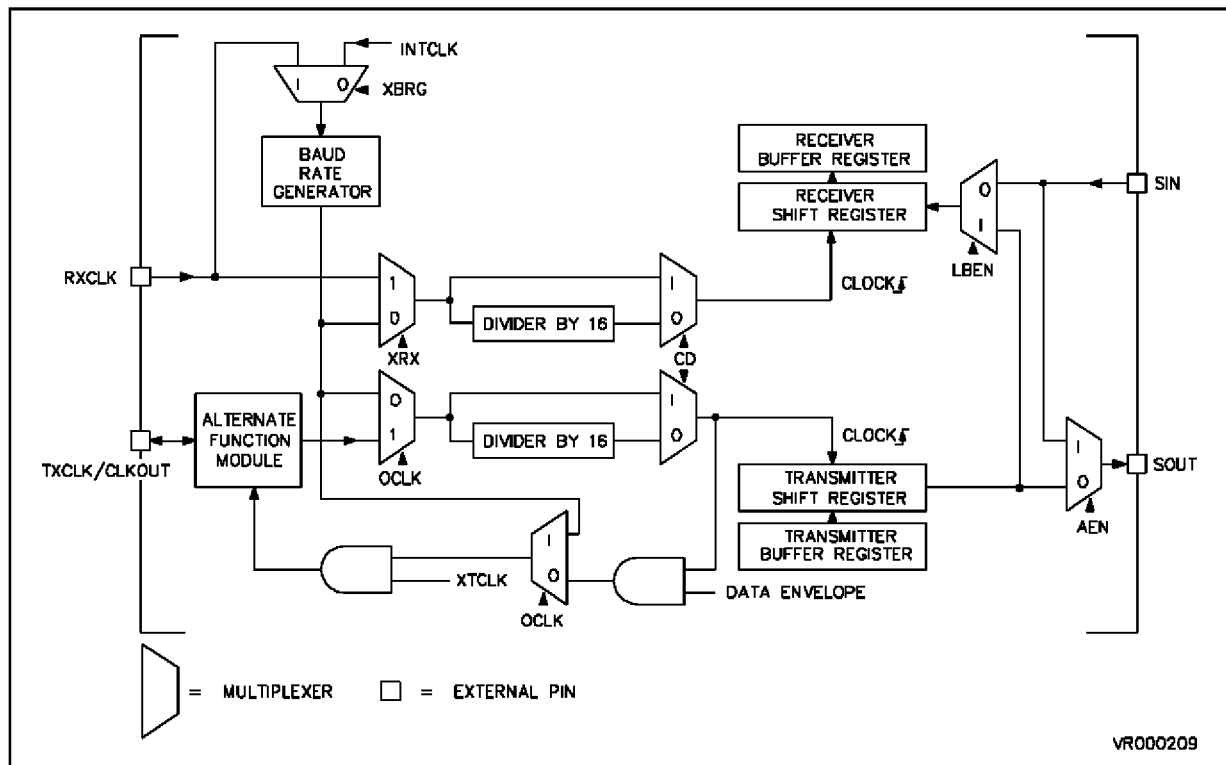 INTCLK
I O
XBRG
BAUD
RATE
GENERATOR
RECEIVER
BUFFER REGISTER
RECEIVER
SHIFT REGISTER
O
I
LBEN
SIN
RXCLK
1
0
XRX
DIVIDER BY 16
I
O
CD
CLOCK
ALTERNATE
FUNCTION
MODULE
TXCLK/CLKOUT
0
1
OCLK
DIVIDER BY 16
I
O
CLOCK
TRANSMITTER
SHIFT REGISTER
TRANSMITTER
BUFFER REGISTER
I
O
AEN
SOUT
XTCLK
I
O
OCLK
DATA ENVELOPE
= MULTIPLEXER
= EXTERNAL PIN
VR000209